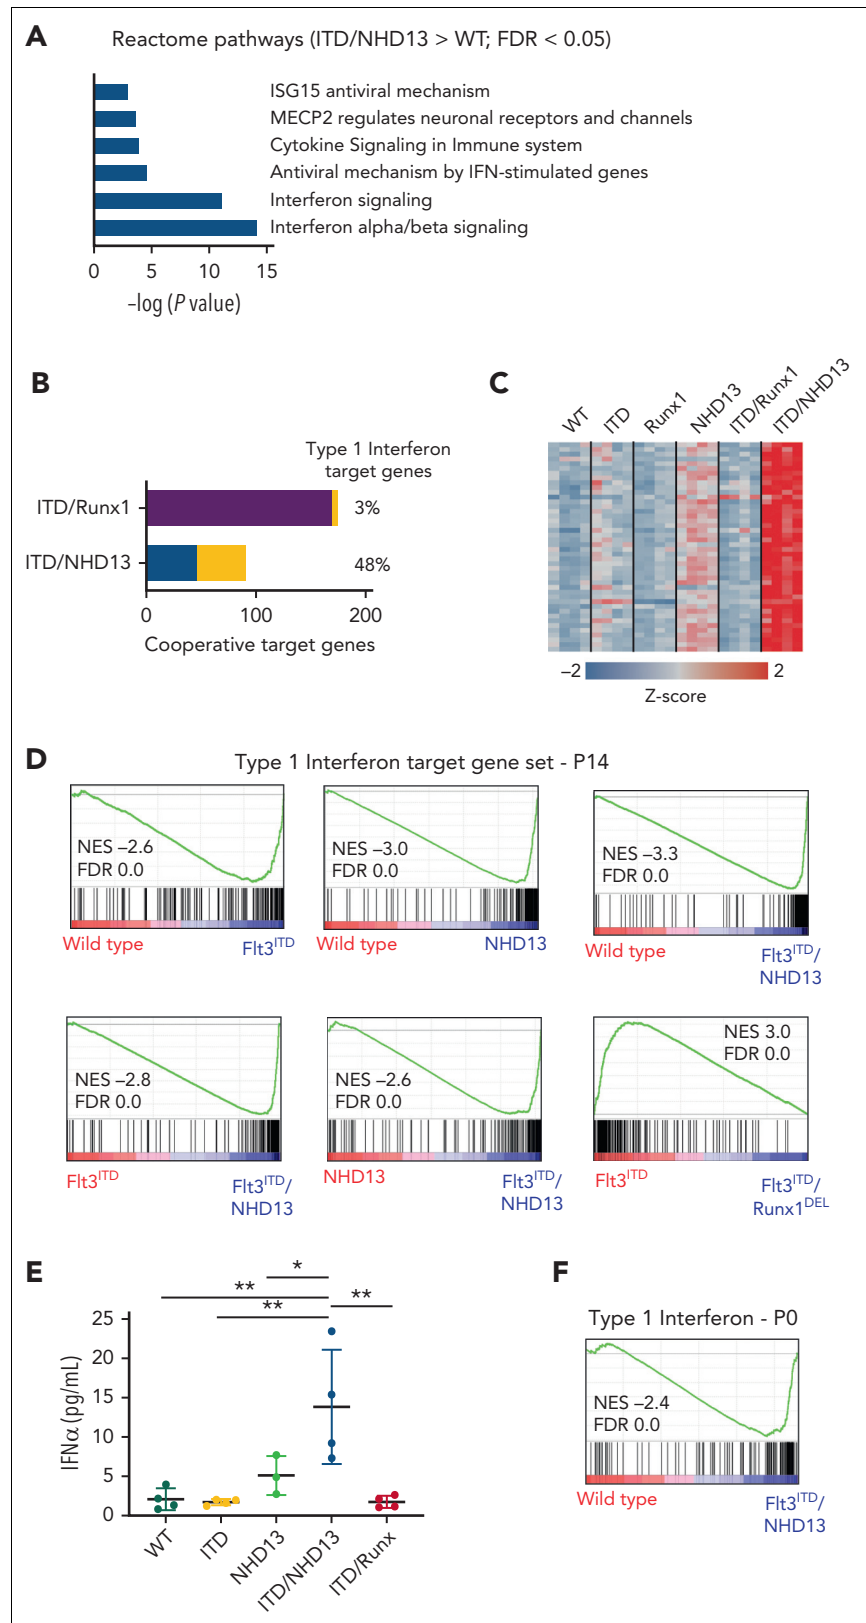 A
Reactome pathways (ITD/NHD13 > WT; FDR < 0.05)
ISG15 antiviral mechanism
MECP2 regulates neuronal receptors and channels
Cytokine Signaling in Immune system
Antiviral mechanism by IFN-stimulated genes
Interferon signaling
Interferon alpha/beta signaling
0 5 10 15
–log (P value)
B
Type 1 Interferon
target genes
ITD/Runx1
3%
ITD/NHD13
48%
0 100 200
Cooperative target genes
C
WT
ITD
Runx1
NHD13
ITD/Runx1
ITD/NHD13
–2
2
Z-score
D
Type 1 Interferon target gene set - P14
NES –2.6
FDR 0.0
Wild type
Flt3ITD
NES –3.0
FDR 0.0
Wild type
NHD13
NES –3.3
FDR 0.0
Wild type
Flt3ITD/
NHD13
NES –2.8
FDR 0.0
Flt3ITD
Flt3ITD/
NHD13
NES –2.6
FDR 0.0
NHD13
Flt3ITD/
NHD13
NES 3.0
FDR 0.0
Flt3ITD
Flt3ITD/
Runx1DEL
E
*
**
**
**
25
20
15
10
5
0
IFNα (pg/mL)
WT
ITD
NHD13
ITD/NHD13
ITD/Runx
F
Type 1 Interferon - P0
NES –2.4
FDR 0.0
Wild type
Flt3ITD/
NHD13